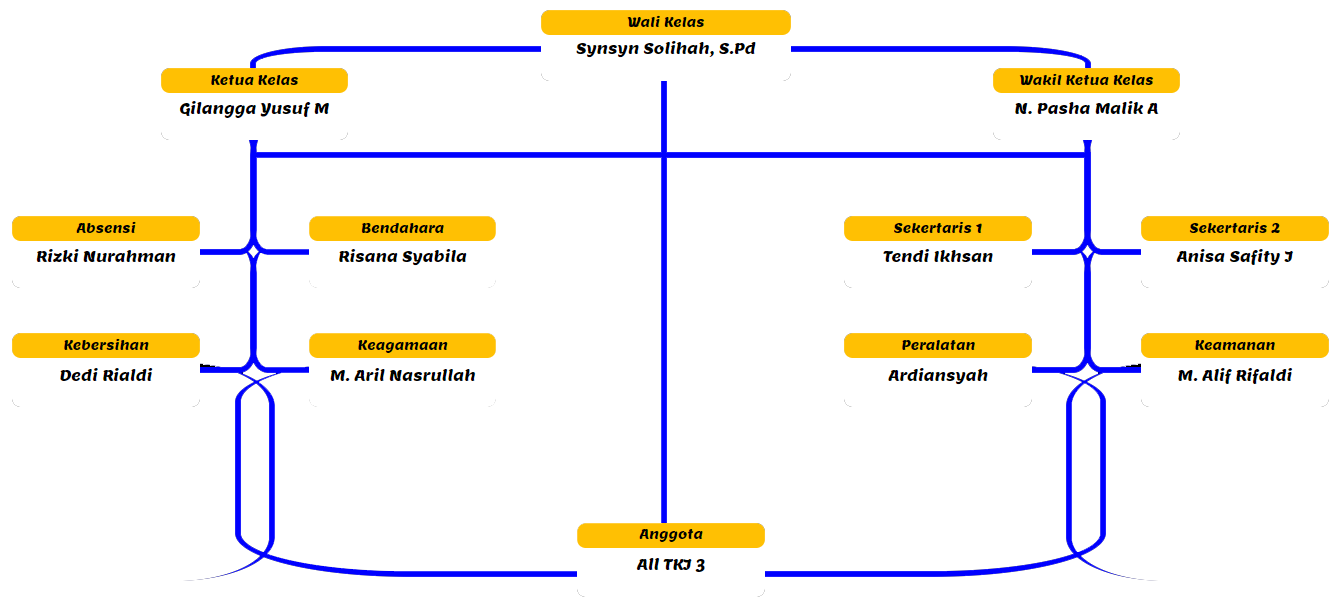 Wali Kelas
Synsyn Solihah, S.Pd
Ketua Kelas
Gilangga Yusuf M
Wakil Ketua Kelas
N. Pasha Malik A
Absensi
Rizki Nurahman
Bendahara
Risana Syabila
Sekertaris 1
Tendi Ikhsan
Sekertaris 2
Anisa Safity J
Kebersihan
Dedi Rialdi
Keagamaan
M. Aril Nasrullah
Peralatan
Ardiansyah
Keamanan
M. Alif Rifaldi
Anggota
All TKJ 3